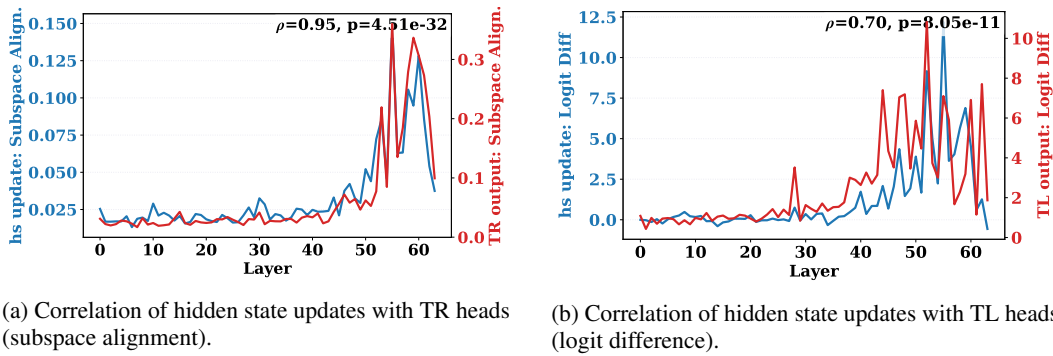 ρ=0.95, p=4.51e-32
hs update: Subspace Align.
0.150
0.125
0.100
0.075
0.050
0.025
TR output: Subspace Align.
0.3
0.2
0.1
0.0
0 10 20 30 40 50 60
Layer
(a) Correlation of hidden state updates with TR heads
(subspace alignment).
ρ=0.70, p=8.05e-11
hs update: Logit Diff
12.5
10.0
7.5
5.0
2.5
0.0
TL output: Logit Diff
10
8
6
4
2
0
0 10 20 30 40 50 60
Layer
(b) Correlation of hidden state updates with TL heads
(logit difference).